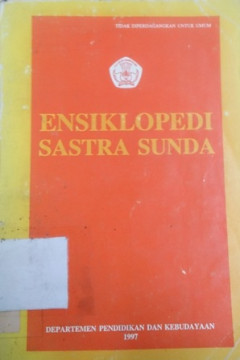 TIDAK DIPERDAGANGKAN UNTUK UMUM
ENSIKLOPEDI
SASTRA SUNDA
DEPARTEMEN PENDIDIKAN DAN KEBUDAYAAN
1997